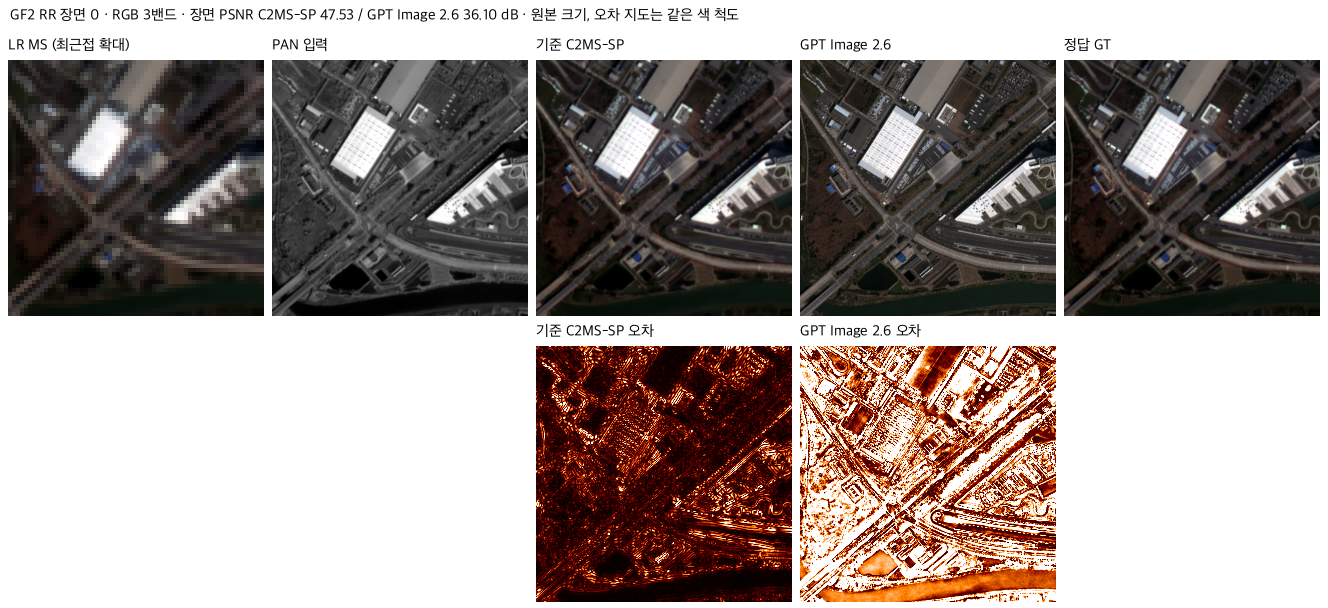 GF2 RR 장면 0 · RGB 3밴드 · 장면 PSNR C2MS-SP 47.53 / GPT Image 2.6 36.10 dB · 원본 크기, 오차 지도는 같은 색 척도
LR MS (최근접 확대)
PAN 입력
기준 C2MS-SP
GPT Image 2.6
정답 GT
기준 C2MS-SP 오차
GPT Image 2.6 오차